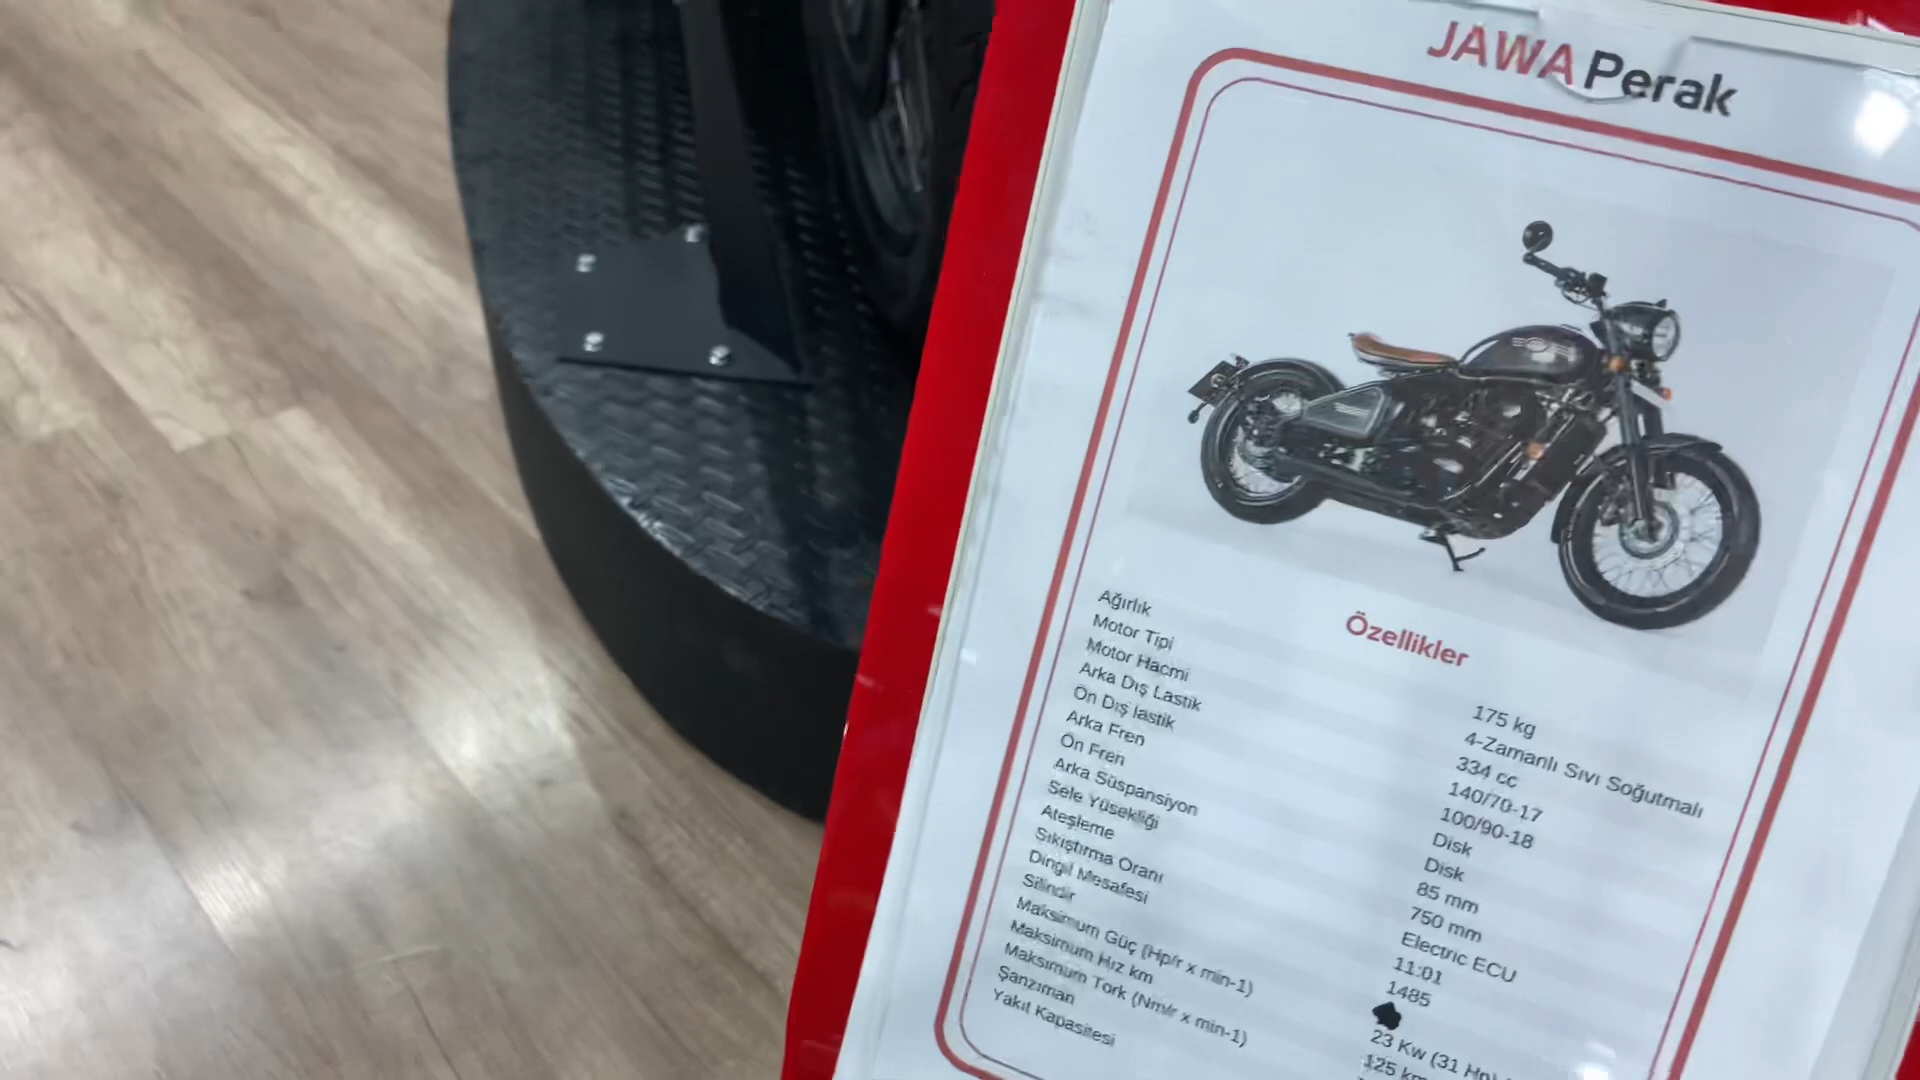 JAWA Perak
Özellikler
Ağırlık 175 kg
Motor Tipi 4-Zamanlı Sıvı Soğutmalı
Motor Hacmi 334 cc
Arka Dış Lastik 140/70-17
Ön Dış lastik 100/90-18
Arka Fren Disk
Ön Fren Disk
Arka Süspansiyon 85 mm
Sele Yüsekliği 750 mm
Ateşleme Electric ECU
Sıkıştırma Oranı 11:01
Dingil Mesafesi 1485
Silindir
Maksimum Güç (Hp/r x min-1) 23 Kw (31 Hp)
Maksimum Hız km 125 km
Maksimum Tork (Nm/r x min-1)
Şanzıman
Yakıt Kapasitesi